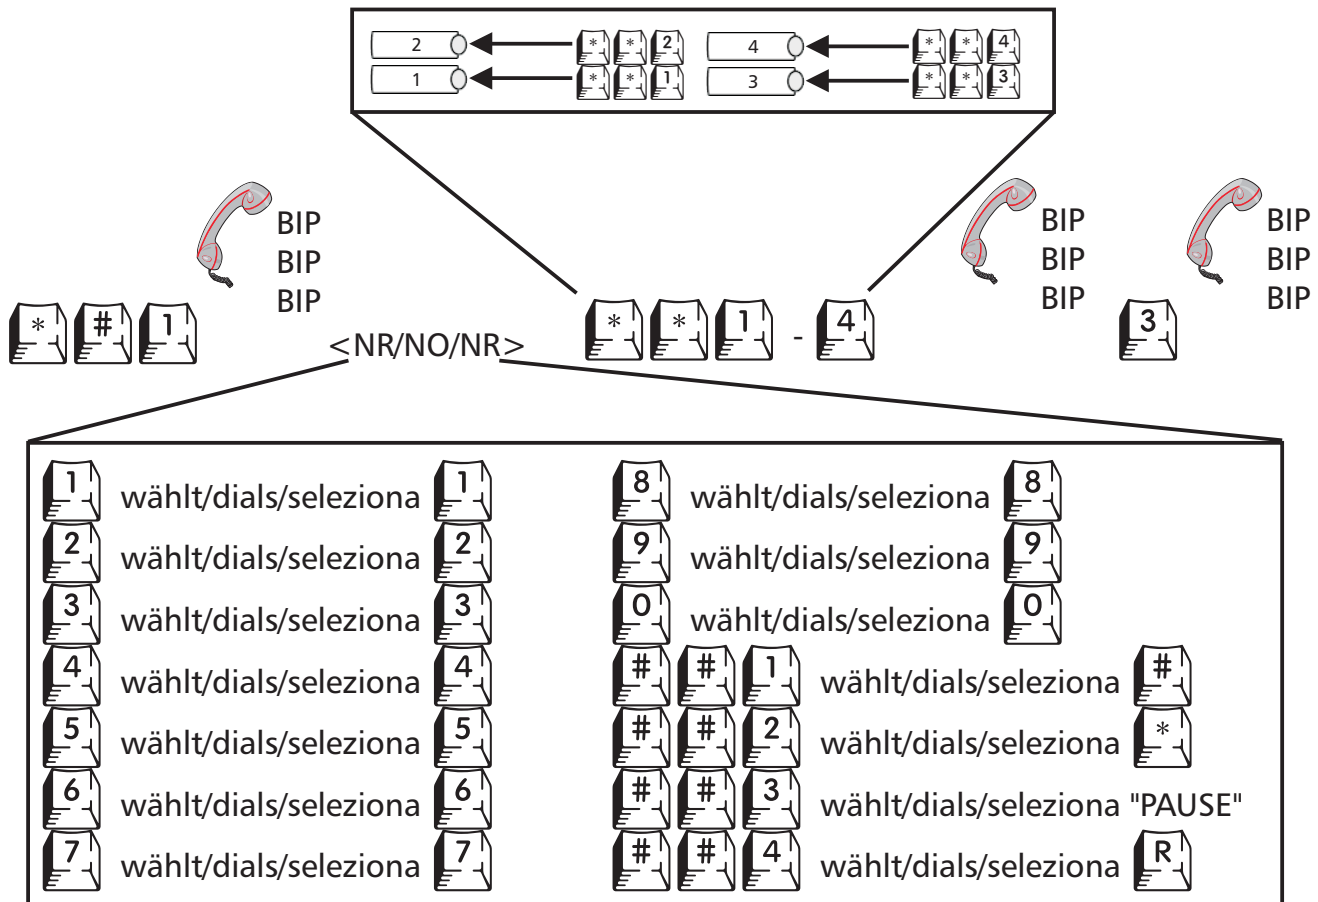 2 * * 2 4 * * 4
1 * * 1 3 * * 3
BIP BIP BIP
BIP BIP BIP
BIP BIP BIP
* # 1 <NR/NO/NR> * * 1 - 4 3
1 wählt/dials/seleziona 1 8 wählt/dials/seleziona 8
2 wählt/dials/seleziona 2 9 wählt/dials/seleziona 9
3 wählt/dials/seleziona 3 0 wählt/dials/seleziona 0
4 wählt/dials/seleziona 4 # # 1 wählt/dials/seleziona #
5 wählt/dials/seleziona 5 # # 2 wählt/dials/seleziona *
6 wählt/dials/seleziona 6 # # 3 wählt/dials/seleziona "PAUSE"
7 wählt/dials/seleziona 7 # # 4 wählt/dials/seleziona R